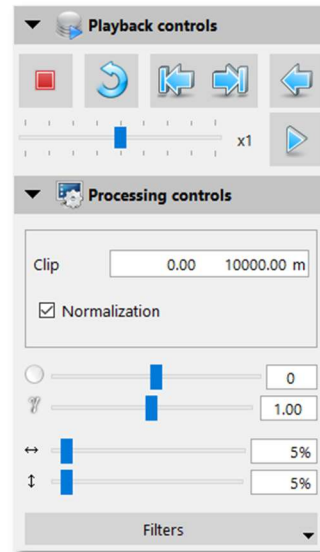 Playback controls
x1
Processing controls
Clip 0.00 10000.00 m
Normalization
0
γ 1.00
5%
5%
Filters